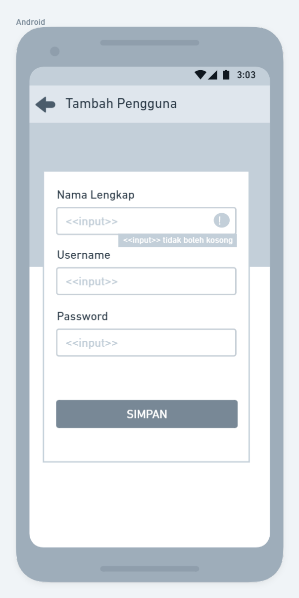 Android
3:03
Tambah Pengguna
Nama Lengkap
<<input>>
!
<<input>> tidak boleh kosong
Username
<<input>>
Password
<<input>>
SIMPAN